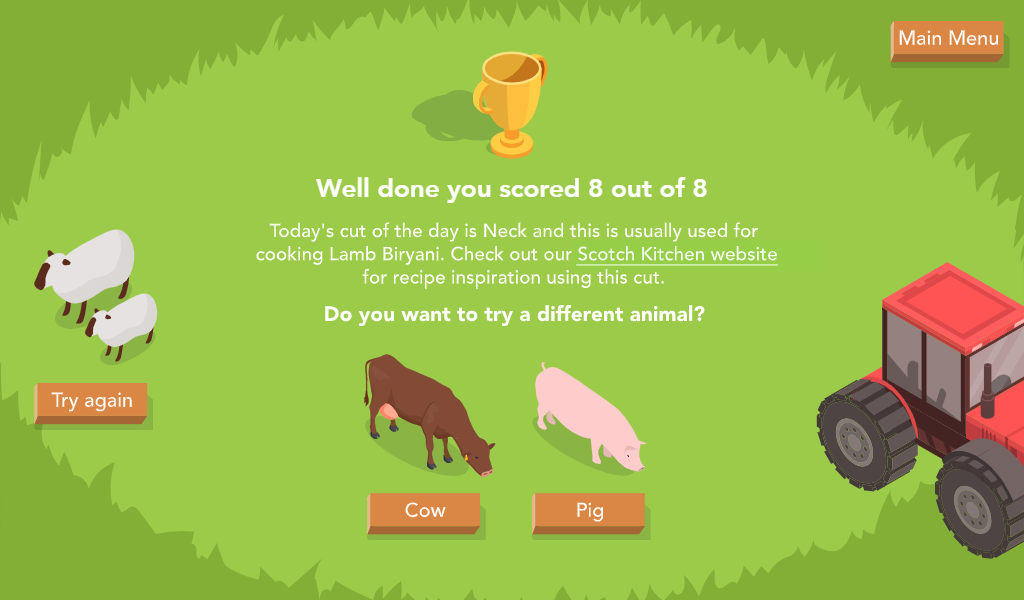 Main Menu
Well done you scored 8 out of 8
Today's cut of the day is Neck and this is usually used for
cooking Lamb Biryani. Check out our Scotch Kitchen website
for recipe inspiration using this cut.
Do you want to try a different animal?
Try again
Cow
Pig